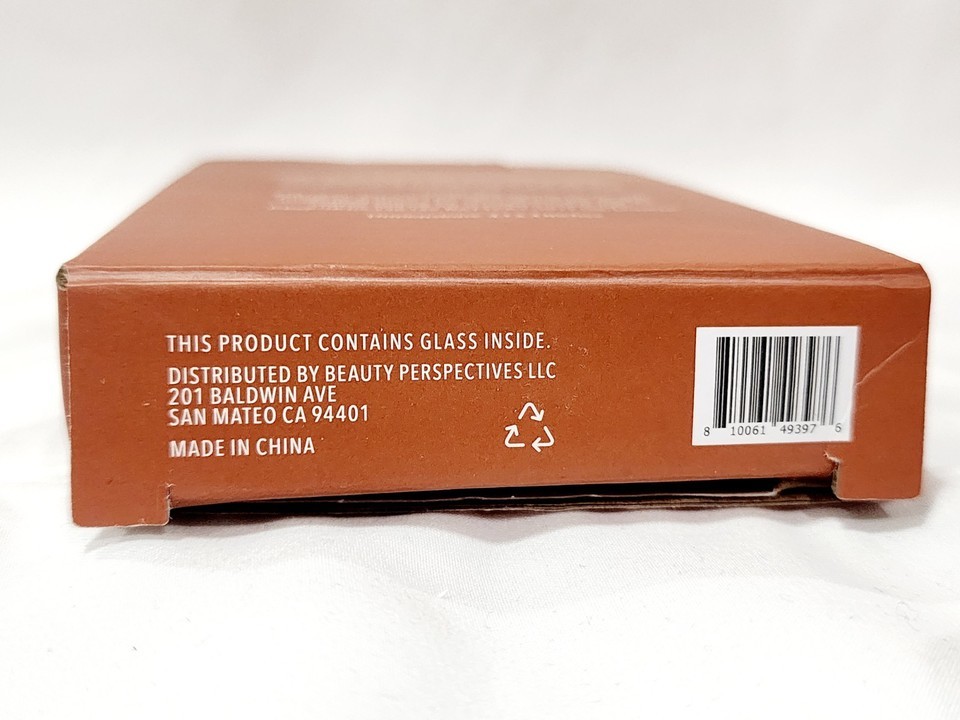 THIS PRODUCT CONTAINS GLASS INSIDE.
DISTRIBUTED BY BEAUTY PERSPECTIVES LLC
201 BALDWIN AVE
SAN MATEO CA 94401
MADE IN CHINA
8 10061 49397 6